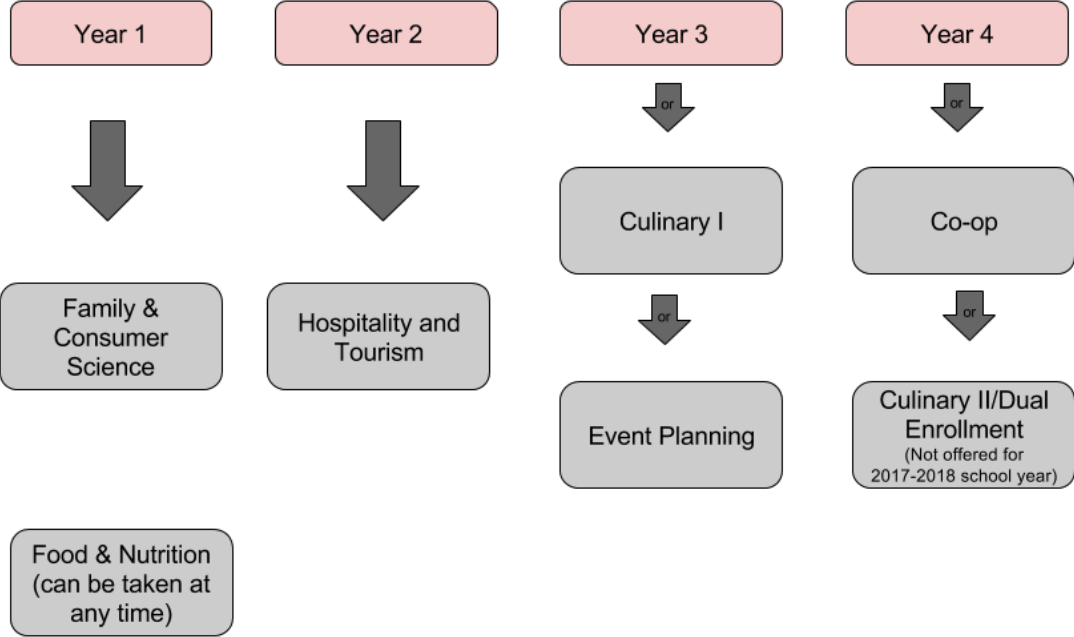 Year 1
Year 2
Year 3
Year 4
or
or
Culinary I
Co-op
or
or
Family &
Consumer
Science
Hospitality and
Tourism
Event Planning
Culinary II/Dual
Enrollment
(Not offered for
2017-2018 school year)
Food & Nutrition
(can be taken at
any time)